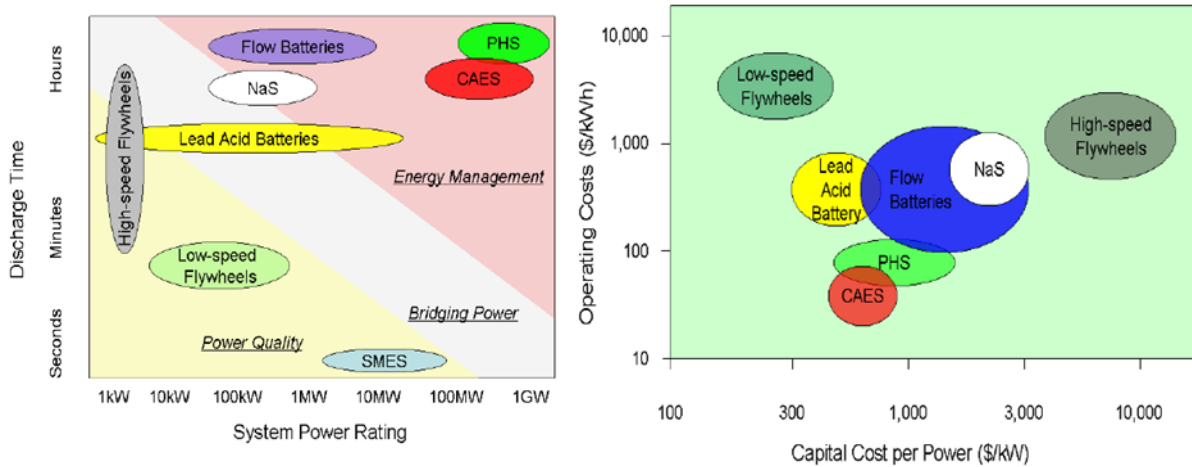 Discharge Time
Hours
Minutes
Seconds
Flow Batteries
PHS
NaS
CAES
High-speed Flywheels
Lead Acid Batteries
Energy Management
Low-speed
Flywheels
Bridging Power
Power Quality
SMES
1kW 10kW 100kW 1MW 10MW 100MW 1GW
System Power Rating
Operating Costs ($/kWh)
10,000
1,000
100
10
Low-speed
Flywheels
High-speed
Flywheels
Lead
Acid
Battery
Flow
Batteries
NaS
PHS
CAES
100 300 1,000 3,000 10,000
Capital Cost per Power ($/kW)